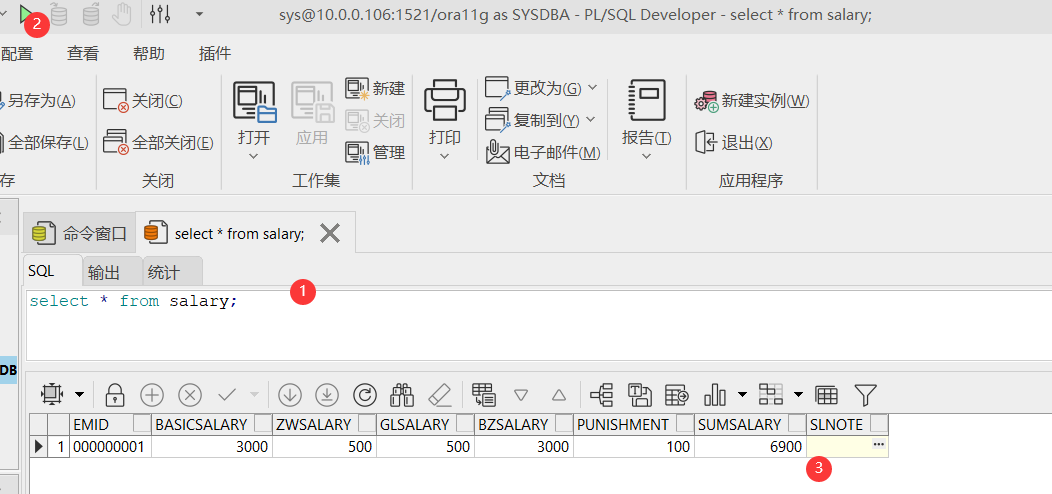 sys@10.0.0.106:1521/ora11g as SYSDBA - PL/SQL Developer - select * from salary;
2
配置 查看 帮助 插件
另存为(A) 关闭(C) 新建 更改为(G) 新建实例(W)
打开 应用 关闭 打印 复制到(Y) 报告(T)
全部保存(L) 全部关闭(E) 管理 电子邮件(M) 退出(X)
存 关闭 工作集 文档 应用程序
命令窗口 select * from salary;
SQL 输出 统计
1
select * from salary;
DB
EMID BASICSALARY ZWSALARY GLSALARY BZSALARY PUNISHMENT SUMSALARY SLNOTE
1 000000001 3000 500 500 3000 100 6900 ...
3